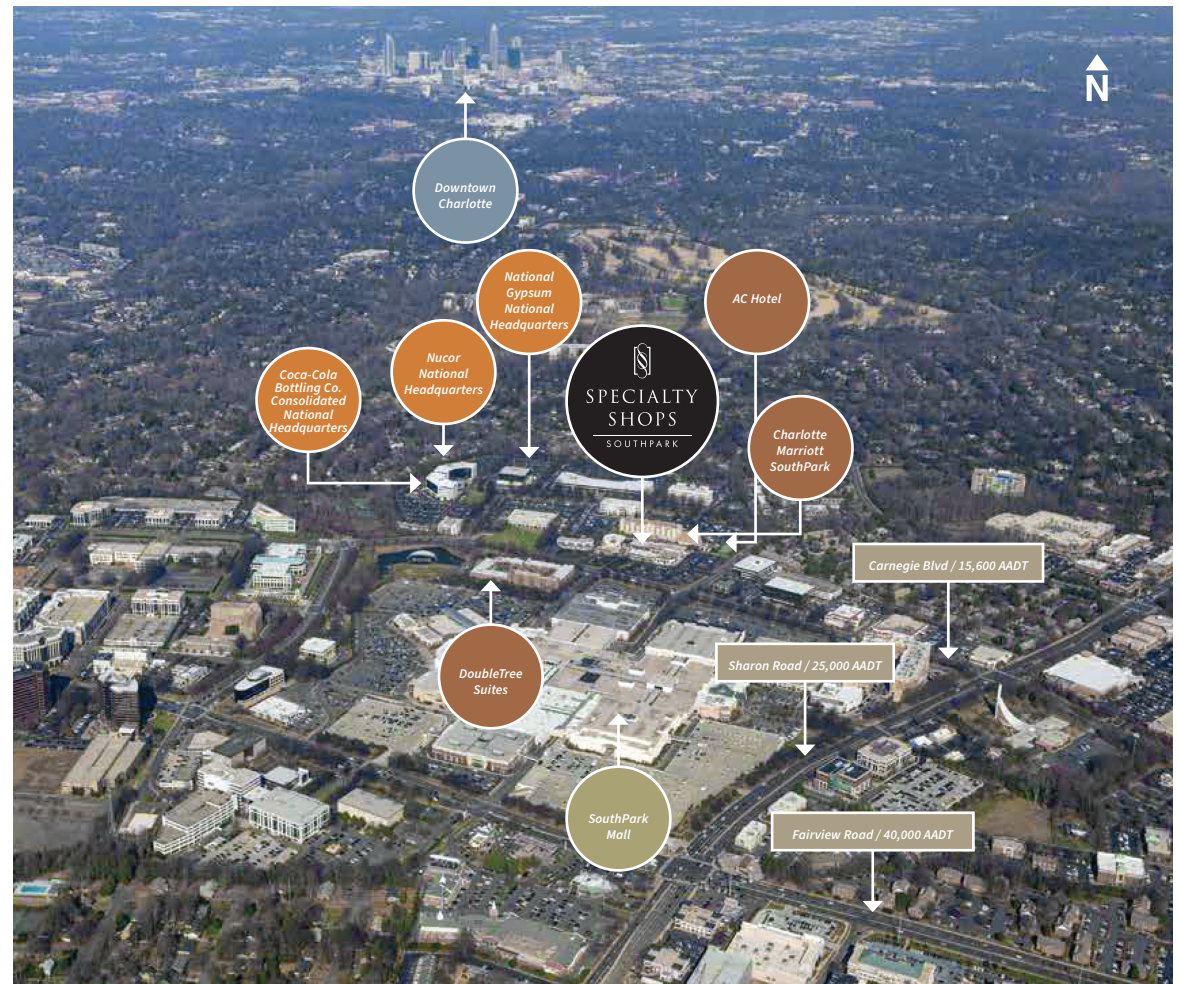 N
Downtown
Charlotte
National
Gypsum
National
Headquarters
AC Hotel
Nucor
National
Headquarters
Coca-Cola
Bottling Co.
Consolidated
National
Headquarters
SPECIALTY
SHOPS
SOUTHPARK
Charlotte
Marriott
SouthPark
Carnegie Blvd / 15,600 AADT
Sharon Road / 25,000 AADT
DoubleTree
Suites
SouthPark
Mall
Fairview Road / 40,000 AADT